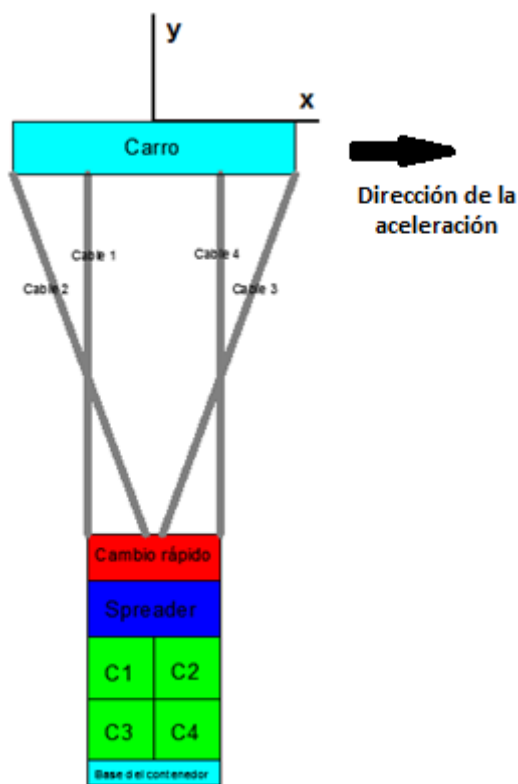 y
x
Carro
Dirección de la
aceleración
Cable 1
Cable 4
Cable 2
Cable 3
Cambio rápido
Spreader
C1 C2
C3 C4
Base del contenedor